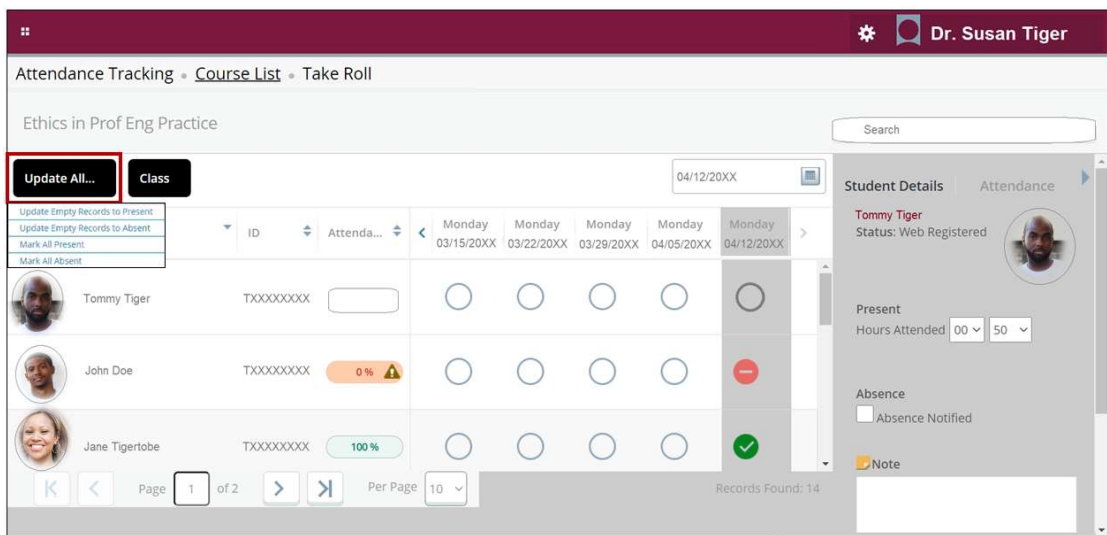 Dr. Susan Tiger
Attendance Tracking • Course List • Take Roll
Ethics in Prof Eng Practice
Search
Update All... Class 04/12/20XX
Update Empty Records to Present
Update Empty Records to Absent
Mark All Present
Mark All Absent
ID Attenda... Monday Monday Monday Monday Monday
03/15/20XX 03/22/20XX 03/29/20XX 04/05/20XX 04/12/20XX
Tommy Tiger TXXXXXXXX
John Doe TXXXXXXXX 0 %
Jane Tigertobe TXXXXXXXX 100 %
Page 1 of 2 Per Page 10 Records Found: 14
Student Details Attendance
Tommy Tiger
Status: Web Registered
Present
Hours Attended 00 50
Absence
Absence Notified
Note